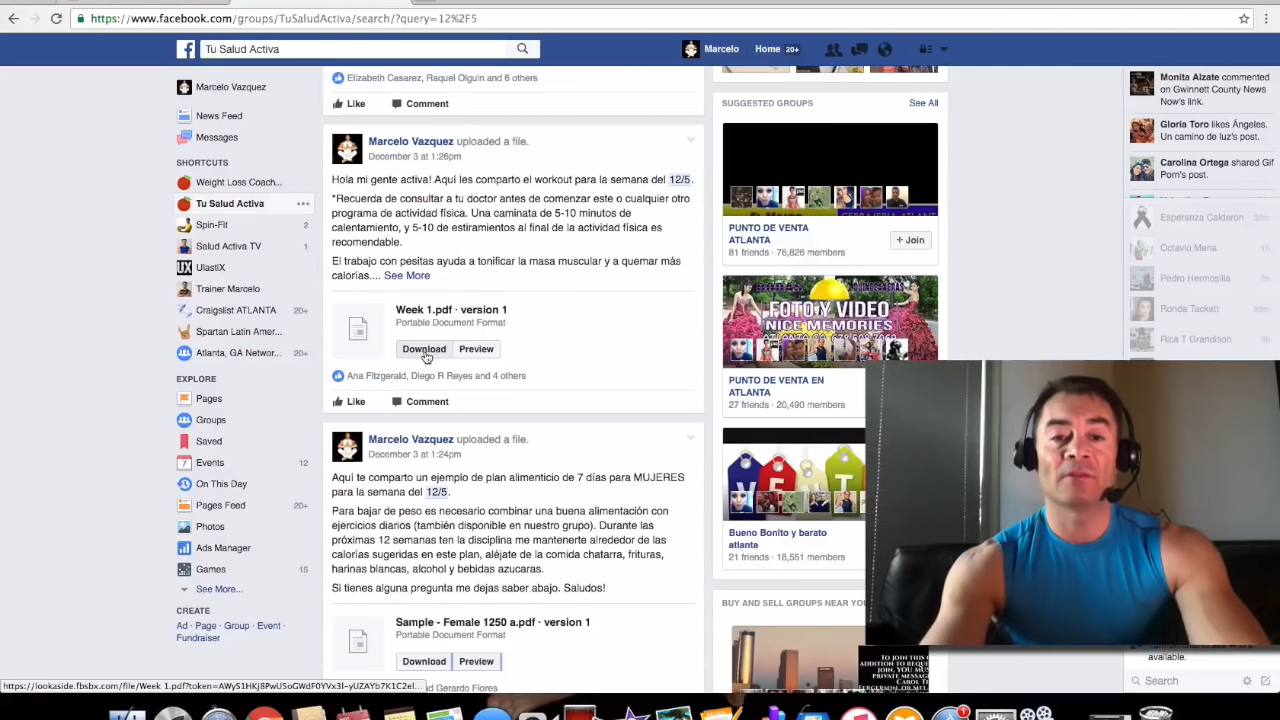 https://www.facebook.com/groups/TuSaludActiva/search/?query=12%2F5
Tu Salud Activa
Marcelo
Home 20+
Marcelo Vazquez
News Feed
Messages
SHORTCUTS
Weight Loss Coach...
Tu Salud Activa
Spin-Fit 2
Salud Activa TV 1
UlastiX
Trainer Marcelo
Craigslist ATLANTA 20+
Spartan Latin Amer...
Atlanta, GA Networ... 20+
EXPLORE
Pages
Groups
Saved
Events 12
On This Day
Pages Feed 20+
Photos
Ads Manager
Games 15
See More...
CREATE
Ad · Page · Group · Event ·
Fundraiser
Elizabeth Casarez, Raquel Olguin and 6 others
Like Comment
Marcelo Vazquez uploaded a file.
December 3 at 1:26pm
Hola mi gente activa! Aquí les comparto el workout para la semana del 12/5.
*Recuerda de consultar a tu doctor antes de comenzar este o cualquier otro
programa de actividad física. Una caminata de 5-10 minutos de
calentamiento, y 5-10 de estiramientos al final de la actividad física es
recomendable.
El trabajo con pesitas ayuda a tonificar la masa muscular y a quemar más
calorías.... See More
Week 1.pdf · version 1
Portable Document Format
Download Preview
Ana Fitzgerald, Diego R Reyes and 4 others
Like Comment
Marcelo Vazquez uploaded a file.
December 3 at 1:24pm
Aquí te comparto un ejemplo de plan alimenticio de 7 días para MUJERES
para la semana del 12/5.
Para bajar de peso es necesario combinar una buena alimentación con
ejercicios diarios (también disponible en nuestro grupo). Durante las
próximas 12 semanas ten la disciplina me mantenerte alrededor de las
calorías sugeridas en este plan, aléjate de la comida chatarra, frituras,
harinas blancas, alcohol y bebidas azucaras.
Si tienes alguna pregunta me dejas saber abajo. Saludos!
Sample - Female 1250 a.pdf · version 1
Portable Document Format
Download Preview
Gerardo Flores
SUGGESTED GROUPS See All
PUNTO DE VENTA
ATLANTA
81 friends · 76,826 members
+ Join
FOTO Y VIDEO
NICE MEMORIES
PUNTO DE VENTA EN
ATLANTA
27 friends · 20,490 members
Bueno Bonito y barato
atlanta
21 friends · 18,551 members
BUY AND SELL GROUPS NEAR YOU
Monita Alzate commented
on Gwinnett County News
Now's link.
Gloria Toro likes Ángeles.
Un camino de luz's post.
Carolina Ortega shared Gif
Porn's post.
Esperanza Calderon
Octavio Mena
Pedro Hermosilla
Ronda Tackett
Rica T Grandison
available.
Search